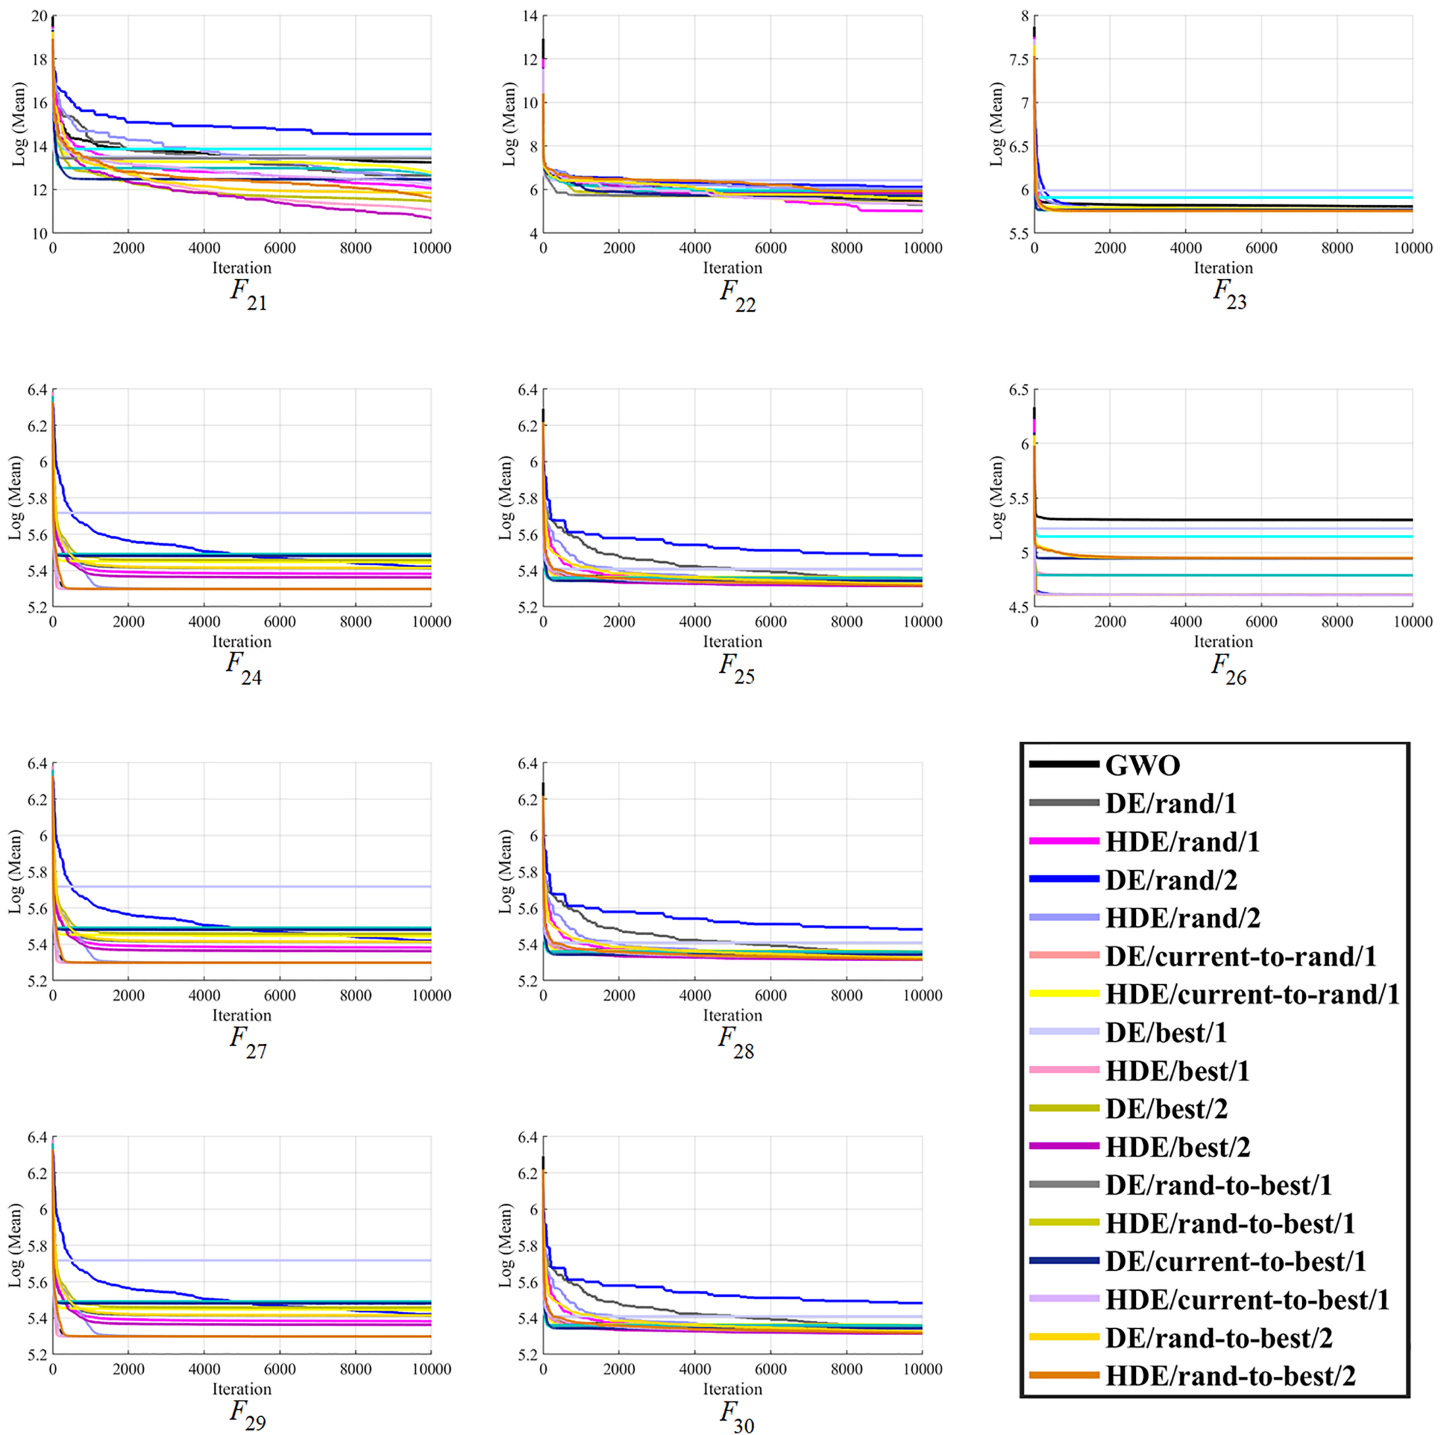 20
18
16
14
12
10
Log (Mean)
0 2000 4000 6000 8000 10000
Iteration
F21
14
12
10
8
6
4
Log (Mean)
0 2000 4000 6000 8000 10000
Iteration
F22
8
7.5
7
6.5
6
5.5
Log (Mean)
0 2000 4000 6000 8000 10000
Iteration
F23
6.4
6.2
6
5.8
5.6
5.4
5.2
Log (Mean)
0 2000 4000 6000 8000 10000
Iteration
F24
6.4
6.2
6
5.8
5.6
5.4
5.2
Log (Mean)
0 2000 4000 6000 8000 10000
Iteration
F25
6.5
6
5.5
5
4.5
Log (Mean)
0 2000 4000 6000 8000 10000
Iteration
F26
6.4
6.2
6
5.8
5.6
5.4
5.2
Log (Mean)
0 2000 4000 6000 8000 10000
Iteration
F27
6.4
6.2
6
5.8
5.6
5.4
5.2
Log (Mean)
0 2000 4000 6000 8000 10000
Iteration
F28
GWO
DE/rand/1
HDE/rand/1
DE/rand/2
HDE/rand/2
DE/current-to-rand/1
HDE/current-to-rand/1
DE/best/1
HDE/best/1
DE/best/2
HDE/best/2
DE/rand-to-best/1
HDE/rand-to-best/1
DE/current-to-best/1
HDE/current-to-best/1
DE/rand-to-best/2
HDE/rand-to-best/2
6.4
6.2
6
5.8
5.6
5.4
5.2
Log (Mean)
0 2000 4000 6000 8000 10000
Iteration
F29
6.4
6.2
6
5.8
5.6
5.4
5.2
Log (Mean)
0 2000 4000 6000 8000 10000
Iteration
F30